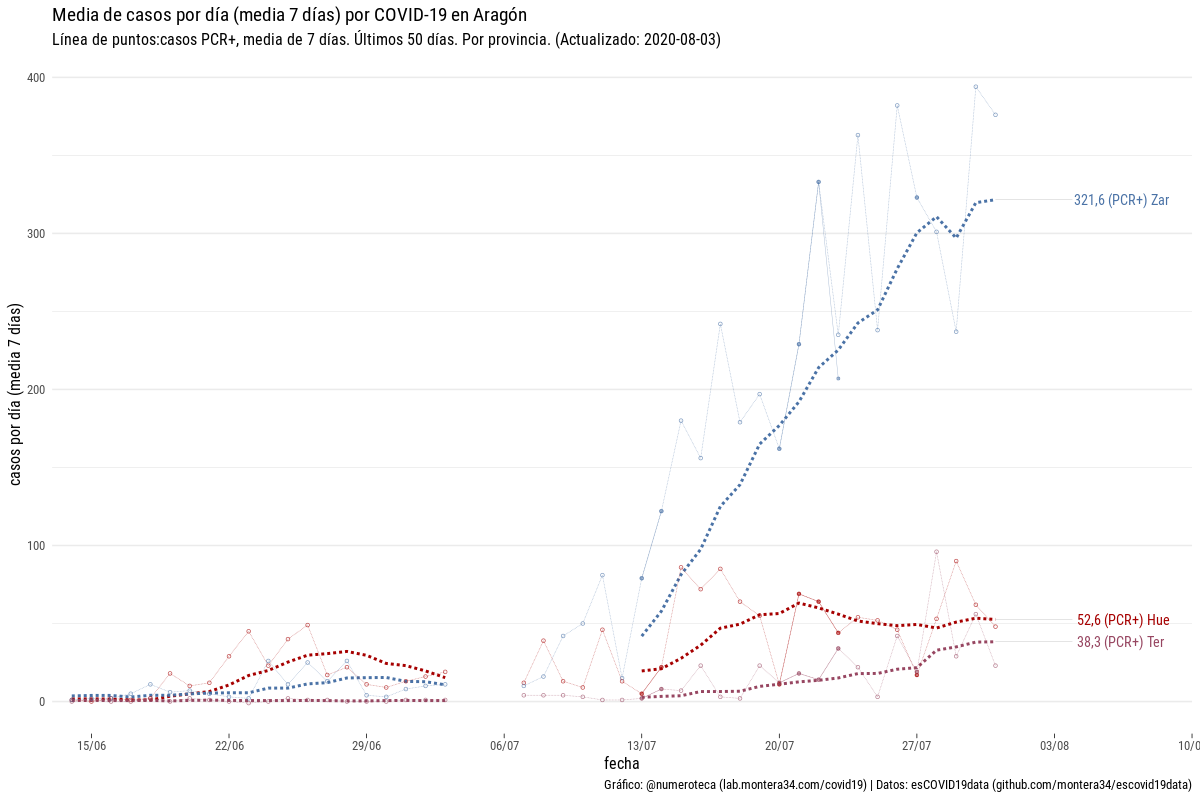 Media de casos por día (media 7 días) por COVID-19 en Aragón
Línea de puntos:casos PCR+, media de 7 días. Últimos 50 días. Por provincia. (Actualizado: 2020-08-03)
casos por día (media 7 días)
400
300
200
100
0
321,6 (PCR+) Zar
52,6 (PCR+) Hue
38,3 (PCR+) Ter
15/06 22/06 29/06 06/07 13/07 20/07 27/07 03/08 10/0
fecha
Gráfico: @numeroteca (lab.montera34.com/covid19) | Datos: esCOVID19data (github.com/montera34/escovid19data)